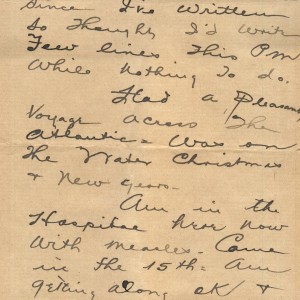 Since I've Written
So Thought I'd Write
Few lines This Pm
While nothing To do.
Had a Pleasant
Voyage across The
Atlantic = Was on
The Water Christmas
+ New Years -
Am in the
Hospital here now
With measles - Came
in the 15th = Am
getting along OK &